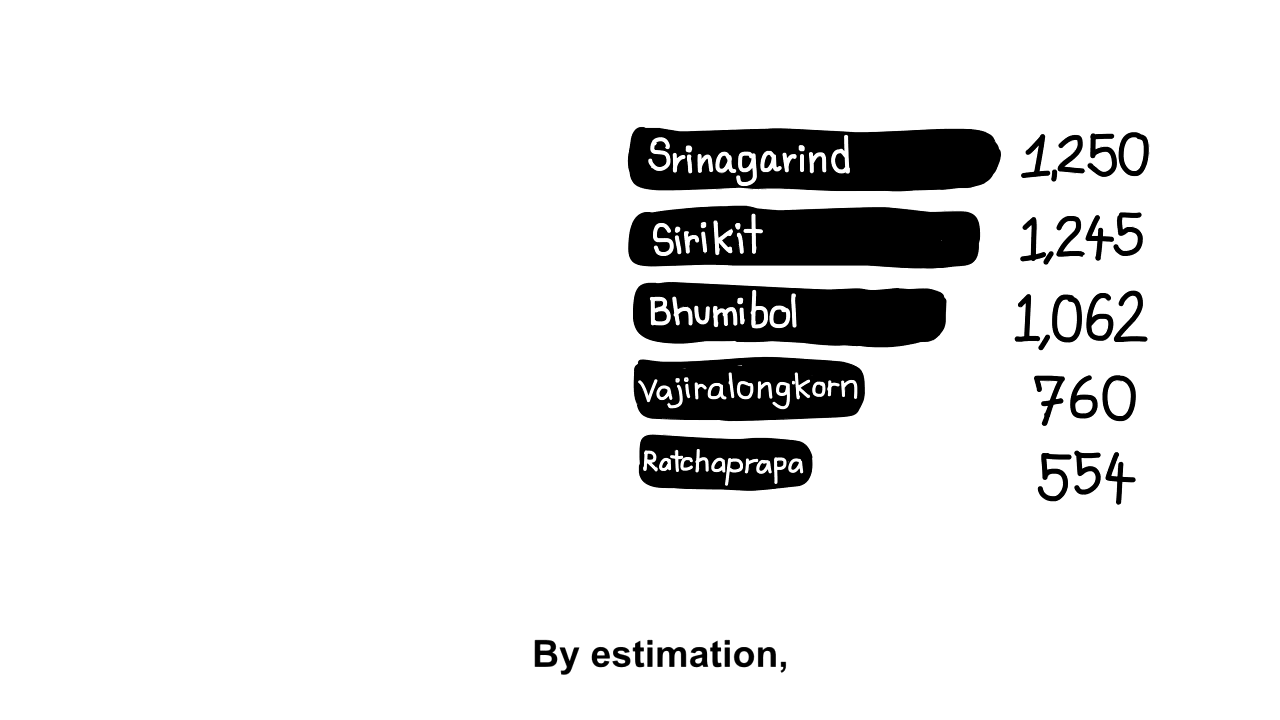 Srinagarind 1,250
Sirikit 1,245
Bhumibol 1,062
Vajiralongkorn 760
Ratchaprapa 554
By estimation,